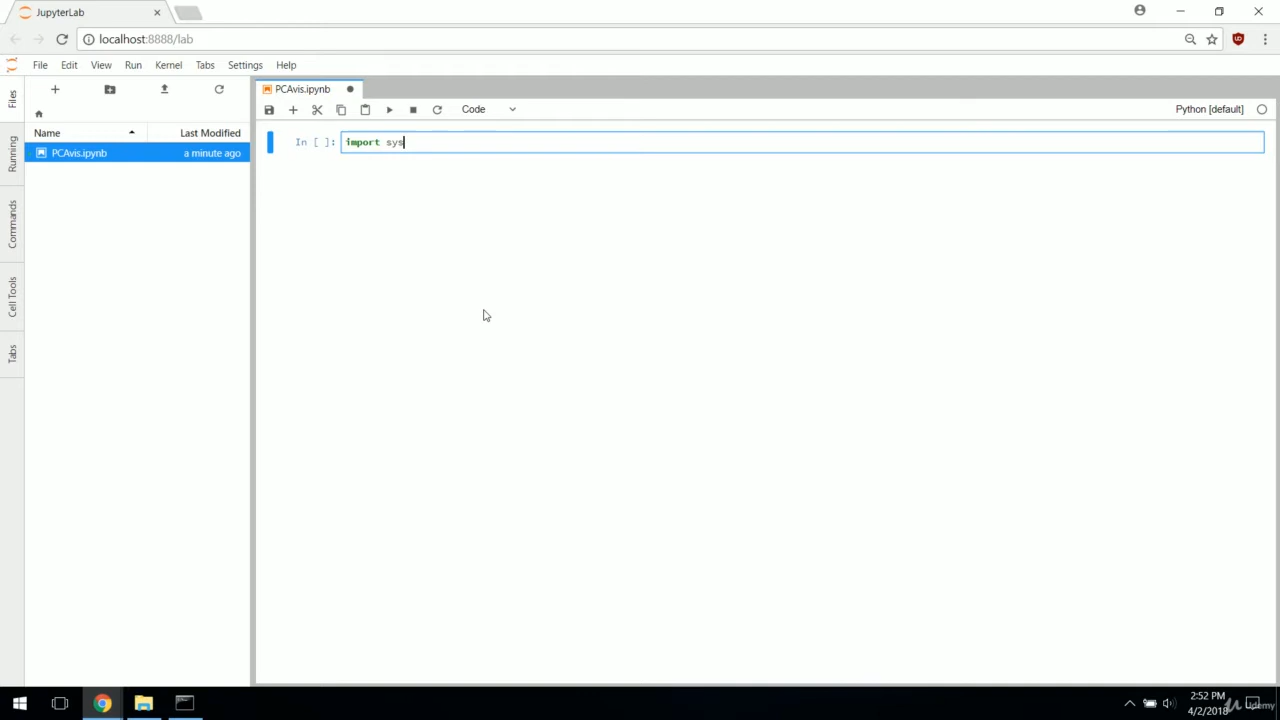 JupyterLab
localhost:8888/lab
File Edit View Run Kernel Tabs Settings Help
Files
Running
Commands
Cell Tools
Tabs
Name Last Modified
PCAvis.ipynb a minute ago
PCAvis.ipynb
Code
Python [default]
In [ ]: import sys
2:52 PM
4/2/2018
Udemy